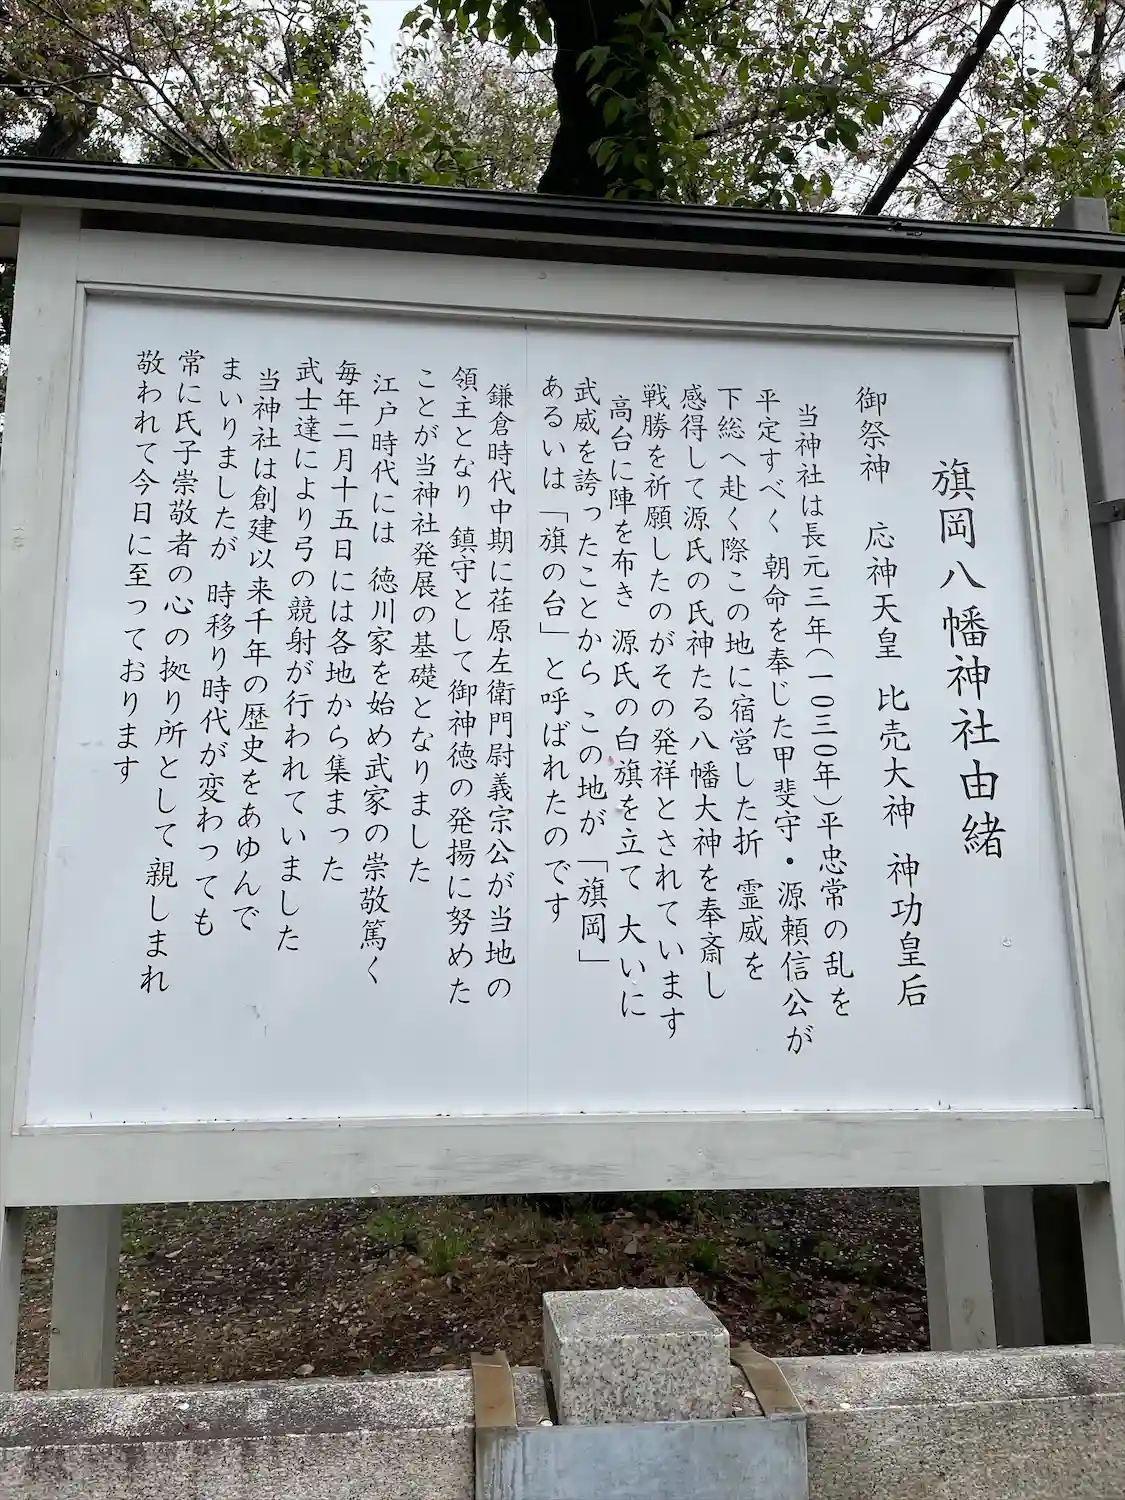 旗岡八幡神社由緒
御祭神 応神天皇 比売大神 神功皇后
当神社は長元三年(一〇三〇年)平忠常の乱を
平定すべく 朝命を奉じた甲斐守・源頼信公が
下総へ赴く際この地に宿営した折 霊威を
感得して源氏の氏神たる八幡大神を奉斎し
戦勝を祈願したのがその発祥とされています
高台に陣を布き 源氏の白旗を立て 大いに
武威を誇ったことから この地が「旗岡」
あるいは「旗の台」と呼ばれたのです
鎌倉時代中期に荏原左衛門尉義宗公が当地の
領主となり 鎮守として御神徳の発揚に努めた
ことが当神社発展の基礎となりました
江戸時代には 徳川家を始め武家の崇敬篤く
毎年二月十五日には各地から集まった
武士達により弓の競射が行われていました
当神社は創建以来千年の歴史をあゆんで
まいりましたが 時移り時代が変わっても
常に氏子崇敬者の心の拠り所として親しまれ
敬われて今日に至っております